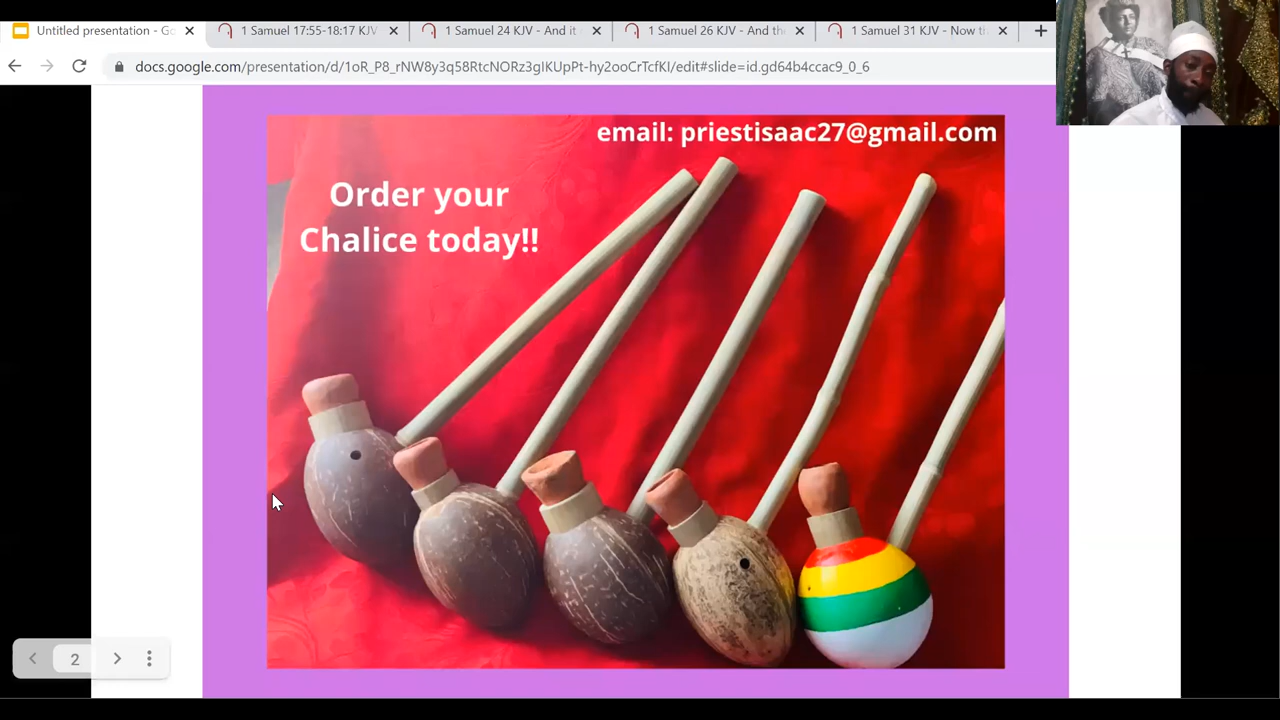 Untitled presentation - Go
1 Samuel 17:55-18:17 KJV
1 Samuel 24 KJV - And it
1 Samuel 26 KJV - And the
1 Samuel 31 KJV - Now th
docs.google.com/presentation/d/1oR_P8_rNW6y3q58RtcNORz3gIKUpPt-hy2ooCrTcfKI/edit#slide=id.gd64b4ccac9_0_6
email: priestisaac27@gmail.com
Order your
Chalice today!!
2